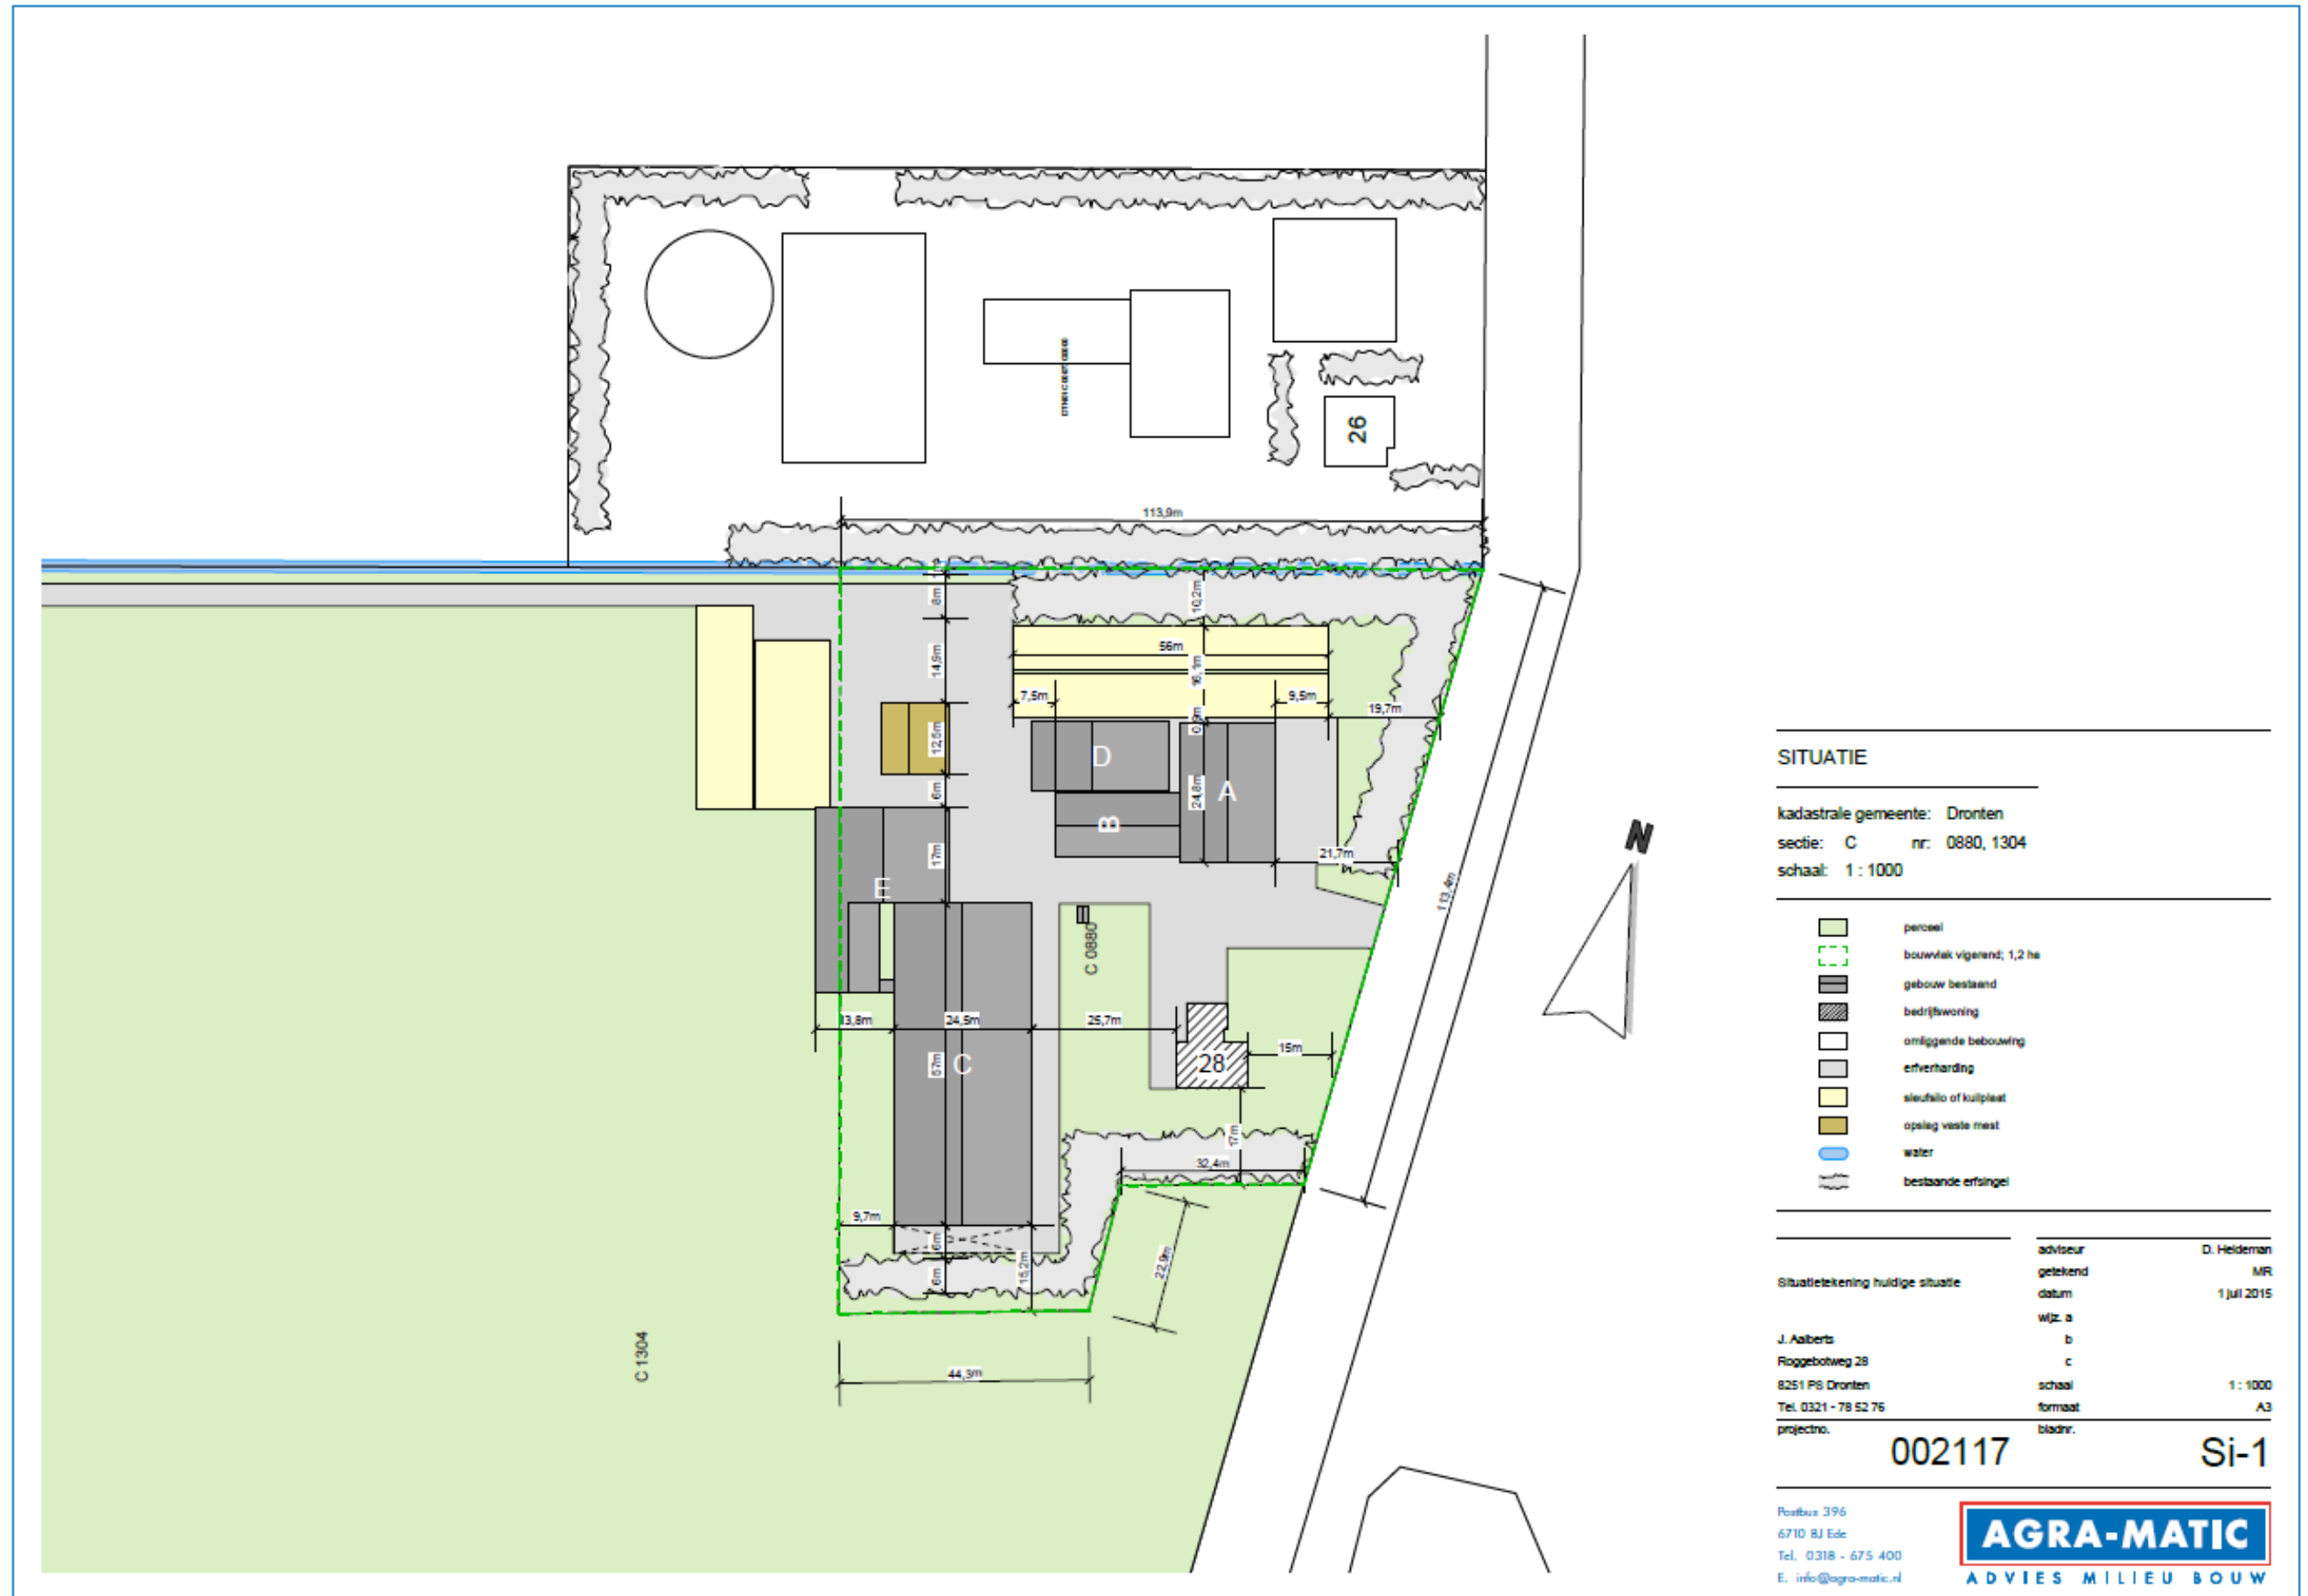 26
113,9m
1m
8m
10,2m
14,9m
56m
16,1m
7,5m
9,5m
19,7m
12,5m
0,9m
D
A
24,8m
6m
B
17m
21,7m
E
C 0880
113,4m
13,8m
24,5m
25,7m
57m
C
28
15m
17m
32,4m
9,7m
6m
6m
15,2m
22,9m
44,3m
C 1304
N
SITUATIE
kadastrale gemeente: Dronten
sectie: C nr: 0880, 1304
schaal: 1 : 1000
perceel
bouwvlak vigerend; 1,2 ha
gebouw bestaand
bedrijfswoning
omliggende bebouwing
erfverharding
sleufsilo of kuilplaat
opslag vaste mest
water
bestaande erfsingel
Situatietekening huidige situatie
J. Aalberts
Roggebotweg 28
8251 PS Dronten
Tel. 0321 - 78 52 76
adviseur D. Heideman
getekend MR
datum 1 juli 2015
wijz. a
b
c
schaal 1 : 1000
formaat A3
projectno. 002117
bladnr. Si-1
Postbus 396
6710 BJ Ede
Tel. 0318 - 675 400
E. info@agra-matic.nl
AGRA-MATIC
ADVIES MILIEU BOUW